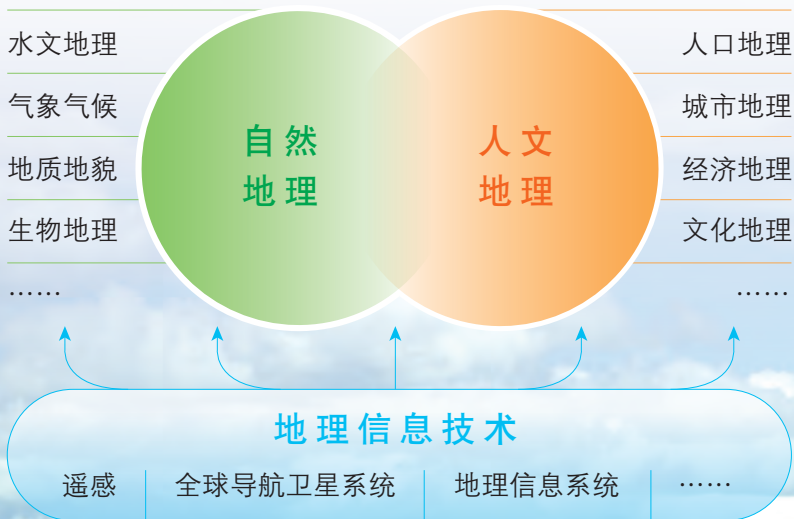 水文地理
气象气候
地质地貌
生物地理
……
自然
地理
人文
地理
人口地理
城市地理
经济地理
文化地理
……
地理信息技术
遥感 全球导航卫星系统 地理信息系统 ……